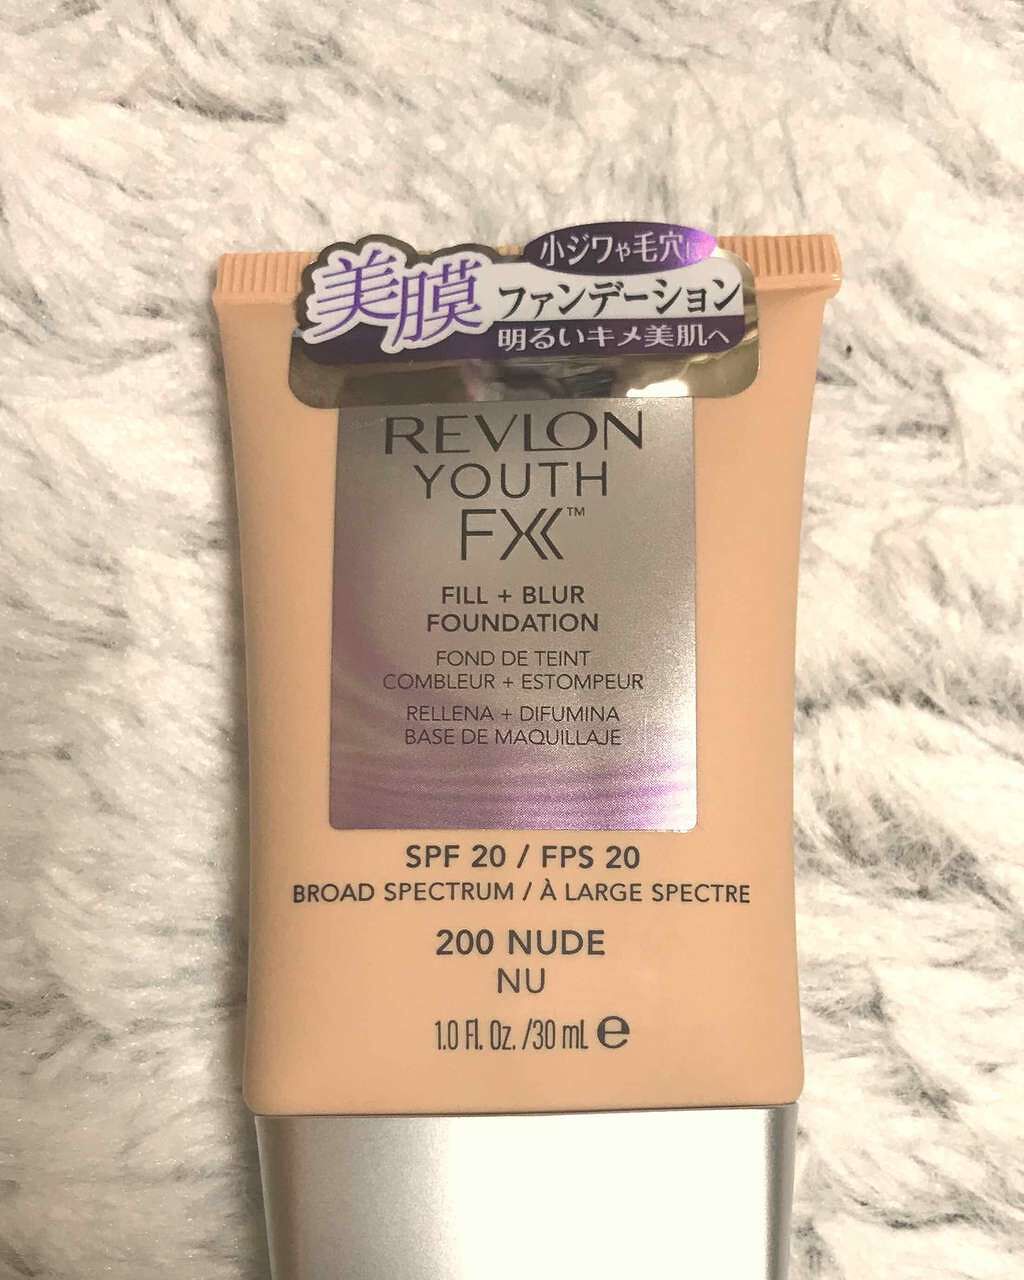 小ジワや毛穴に
美膜 ファンデーション
明るいキメ美肌へ
REVLON
YOUTH
FX™
FILL + BLUR
FOUNDATION
FOND DE TEINT
COMBLEUR + ESTOMPEUR
RELLENA + DIFUMINA
BASE DE MAQUILLAJE
SPF 20 / FPS 20
BROAD SPECTRUM / À LARGE SPECTRE
200 NUDE
NU
1.0 Fl. Oz. /30 mL ℮